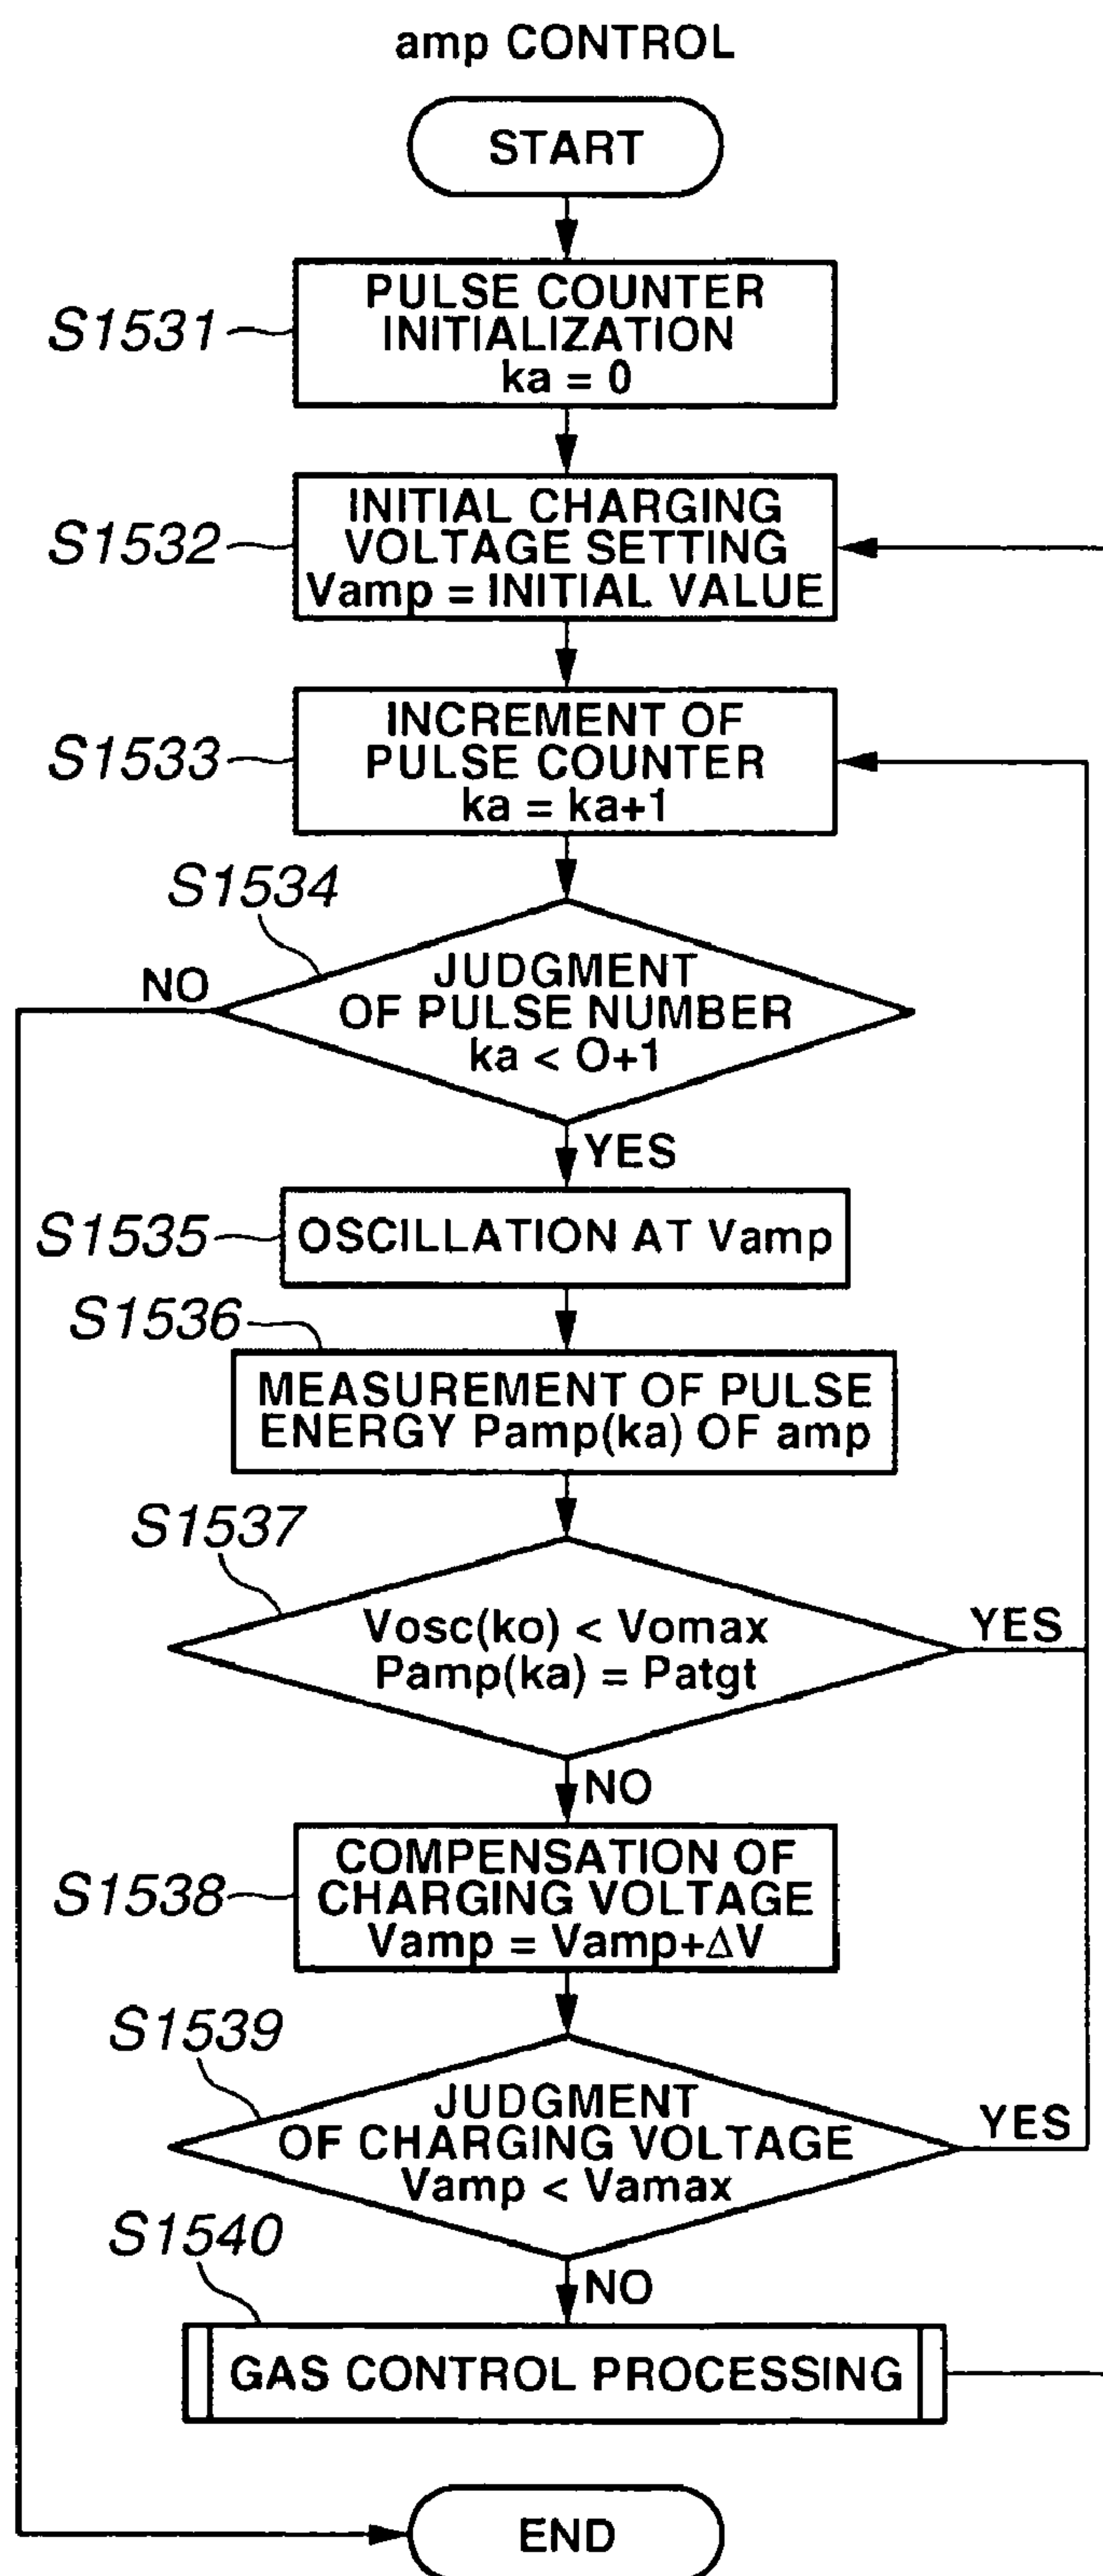 amp CONTROL
START
S1531
PULSE COUNTER
INITIALIZATION
ka = 0
S1532
INITIAL CHARGING
VOLTAGE SETTING
Vamp = INITIAL VALUE
S1533
INCREMENT OF
PULSE COUNTER
ka = ka+1
S1534
NO
JUDGMENT
OF PULSE NUMBER
ka < O+1
YES
S1535
OSCILLATION AT Vamp
S1536
MEASUREMENT OF PULSE
ENERGY Pamp(ka) OF amp
S1537
Vosc(ko) < Vomax
Pamp(ka) = Patgt
YES
NO
S1538
COMPENSATION OF
CHARGING VOLTAGE
Vamp = Vamp+ΔV
S1539
JUDGMENT
OF CHARGING VOLTAGE
Vamp < Vamax
YES
S1540
NO
GAS CONTROL PROCESSING
END